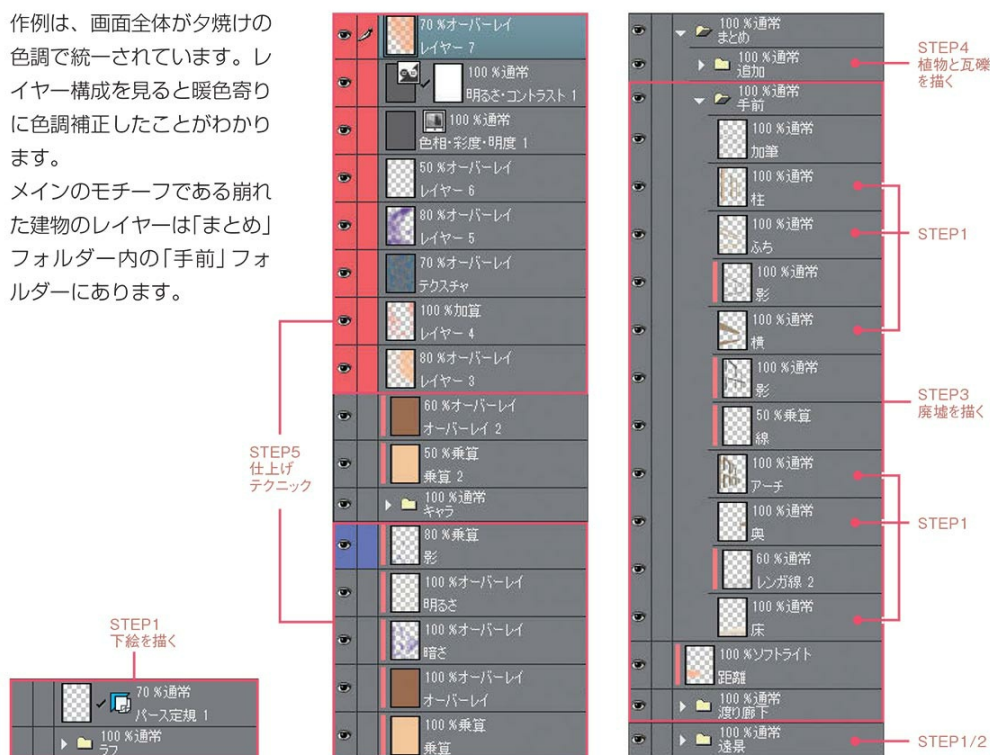 作例は、画面全体が夕焼けの
色調で統一されています。レ
イヤー構成を見ると暖色寄り
に色調補正したことがわかり
ます。
メインのモチーフである崩れ
た建物のレイヤーは「まとめ」
フォルダー内の「手前」フォ
ルダーにあります。
STEP1
下絵を描く
70 %通常
パース定規 1
100 %通常
ラフ
STEP5
仕上げ
テクニック
70 %オーバーレイ
レイヤー 7
100 %通常
明るさ・コントラスト 1
100 %通常
色相・彩度・明度 1
50 %オーバーレイ
レイヤー 6
80 %オーバーレイ
レイヤー 5
70 %オーバーレイ
テクスチャ
100 %加算
レイヤー 4
80 %オーバーレイ
レイヤー 3
60 %オーバーレイ
オーバーレイ 2
50 %乗算
乗算 2
100 %通常
キャラ
80 %乗算
影
100 %オーバーレイ
明るさ
100 %オーバーレイ
暗さ
100 %オーバーレイ
オーバーレイ
100 %乗算
乗算
100 %通常
まとめ
100 %通常
追加
100 %通常
手前
100 %通常
加筆
100 %通常
柱
100 %通常
ふち
100 %通常
影
100 %通常
横
100 %通常
影
50 %乗算
線
100 %通常
アーチ
100 %通常
奥
60 %通常
レンガ線 2
100 %通常
床
100 %ソフトライト
距離
100 %通常
渡り廊下
100 %通常
遠景
STEP4
植物と瓦礫
を描く
STEP1
STEP3
廃墟を描く
STEP1
STEP1/2